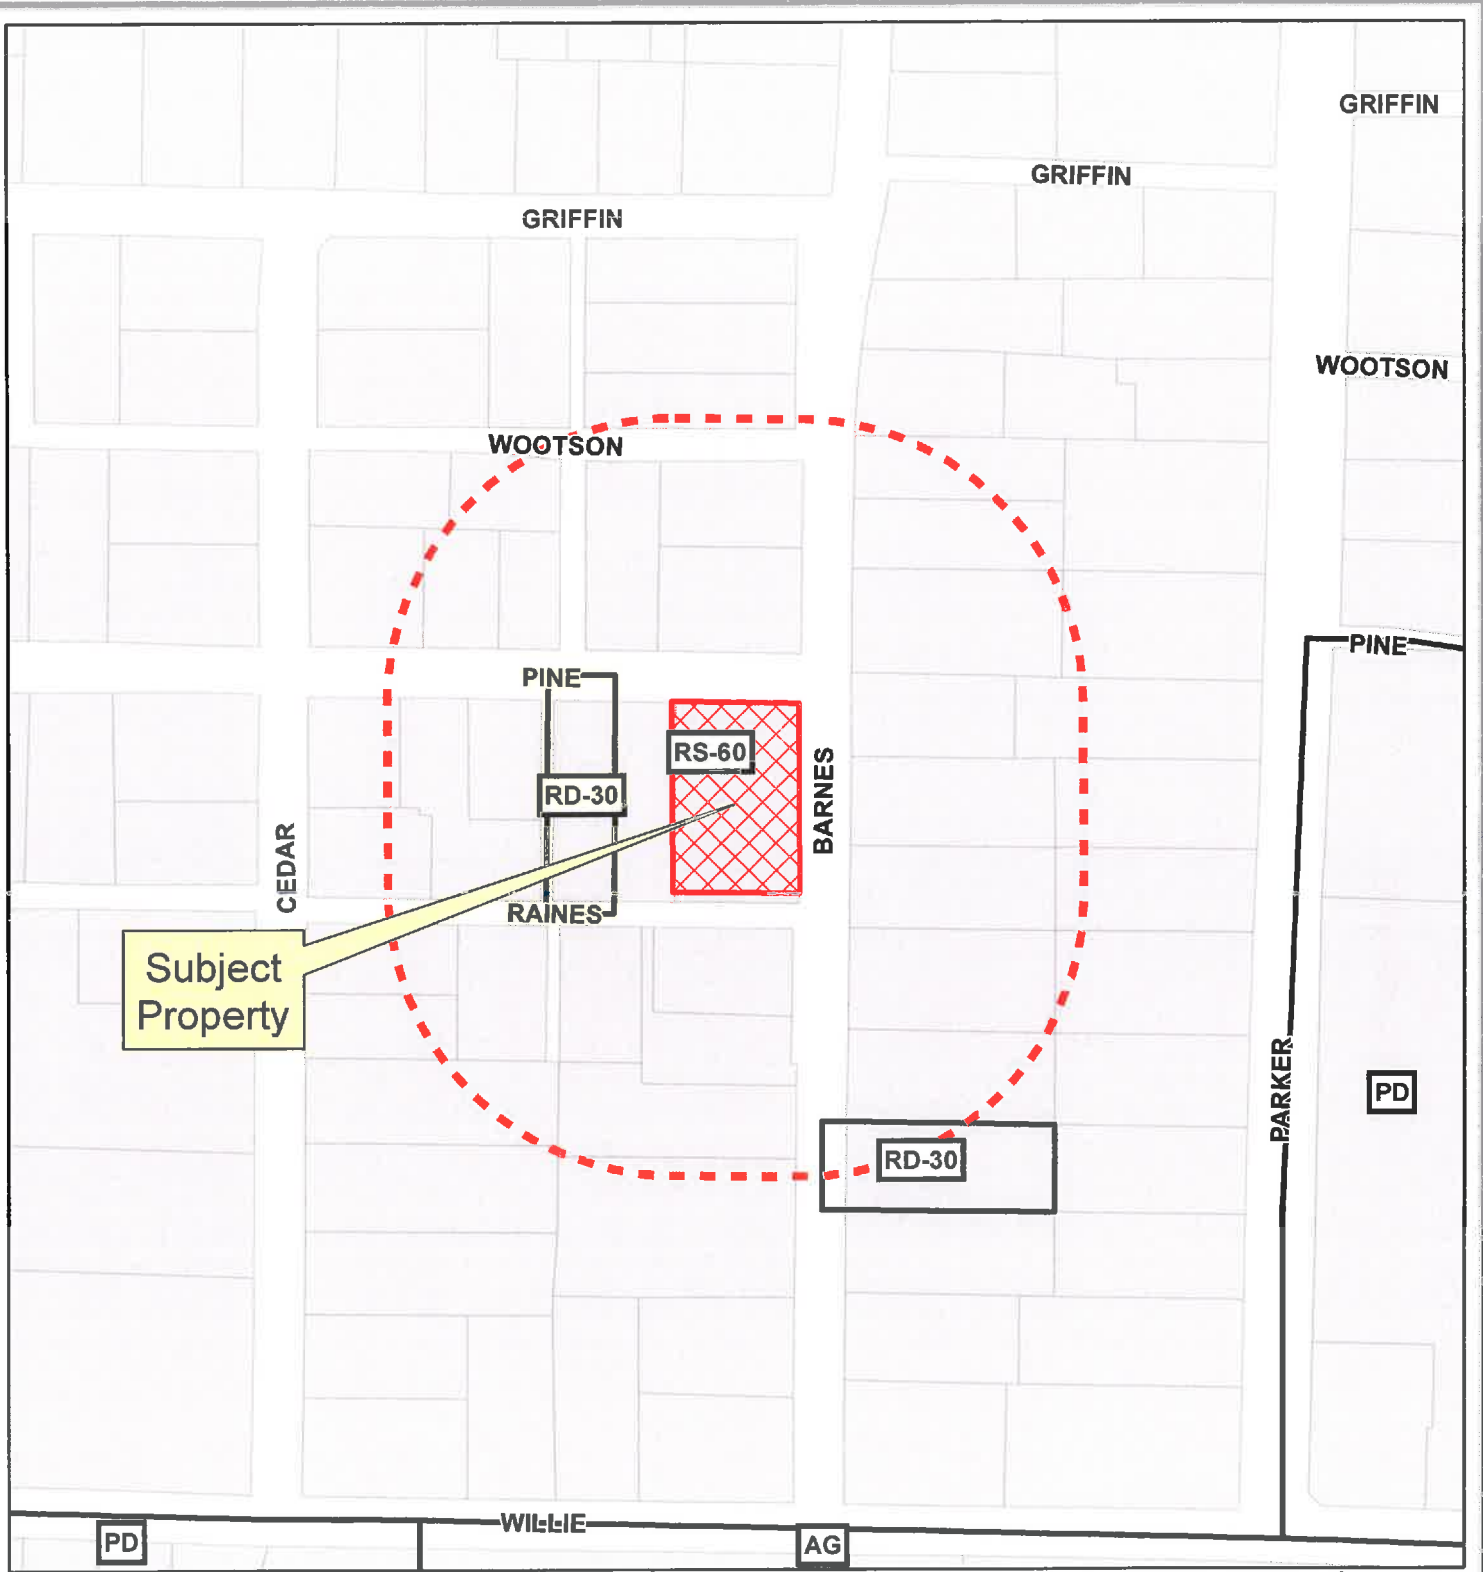 GRIFFIN
GRIFFIN
GRIFFIN
WOOTSON
WOOTSON
PINE
PINE
RS-60
RD-30
BARNES
CEDAR
RAINES
Subject
Property
PARKER
PD
RD-30
WILLIE
PD
AG